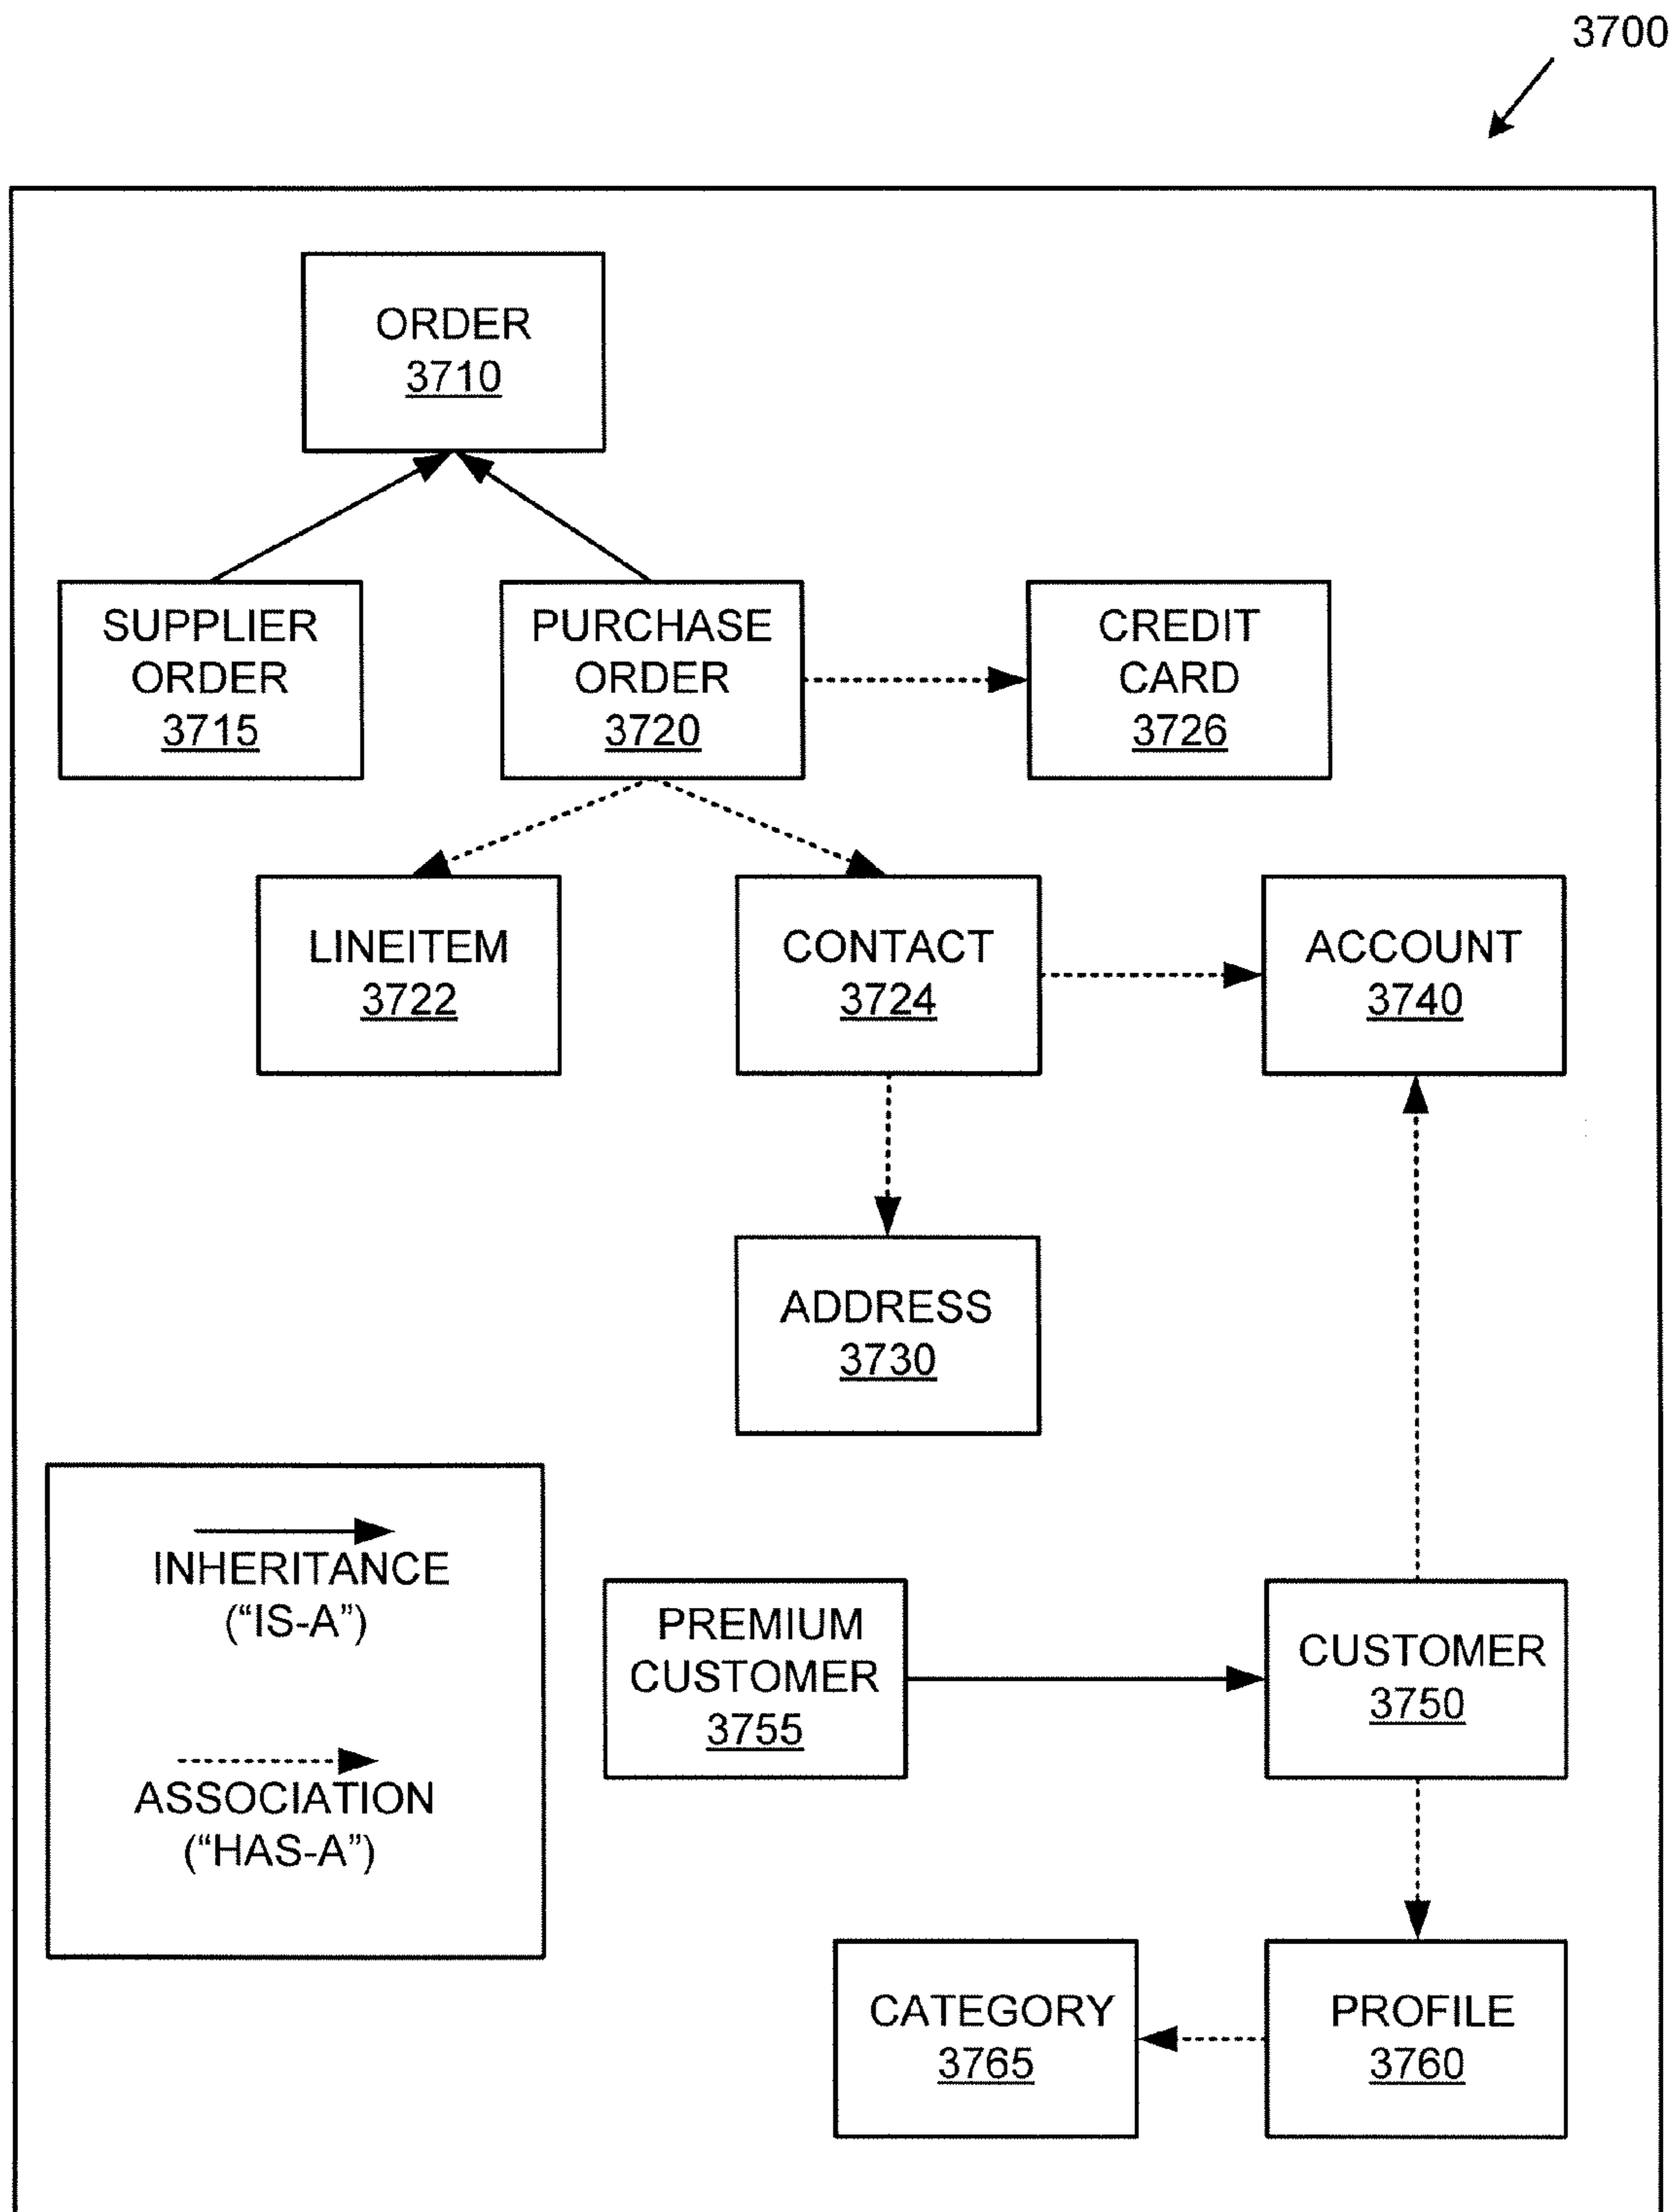 3700
ORDER
3710
SUPPLIER
ORDER
3715
PURCHASE
ORDER
3720
CREDIT
CARD
3726
LINEITEM
3722
CONTACT
3724
ACCOUNT
3740
ADDRESS
3730
INHERITANCE
(“IS-A”)
ASSOCIATION
(“HAS-A”)
PREMIUM
CUSTOMER
3755
CUSTOMER
3750
CATEGORY
3765
PROFILE
3760